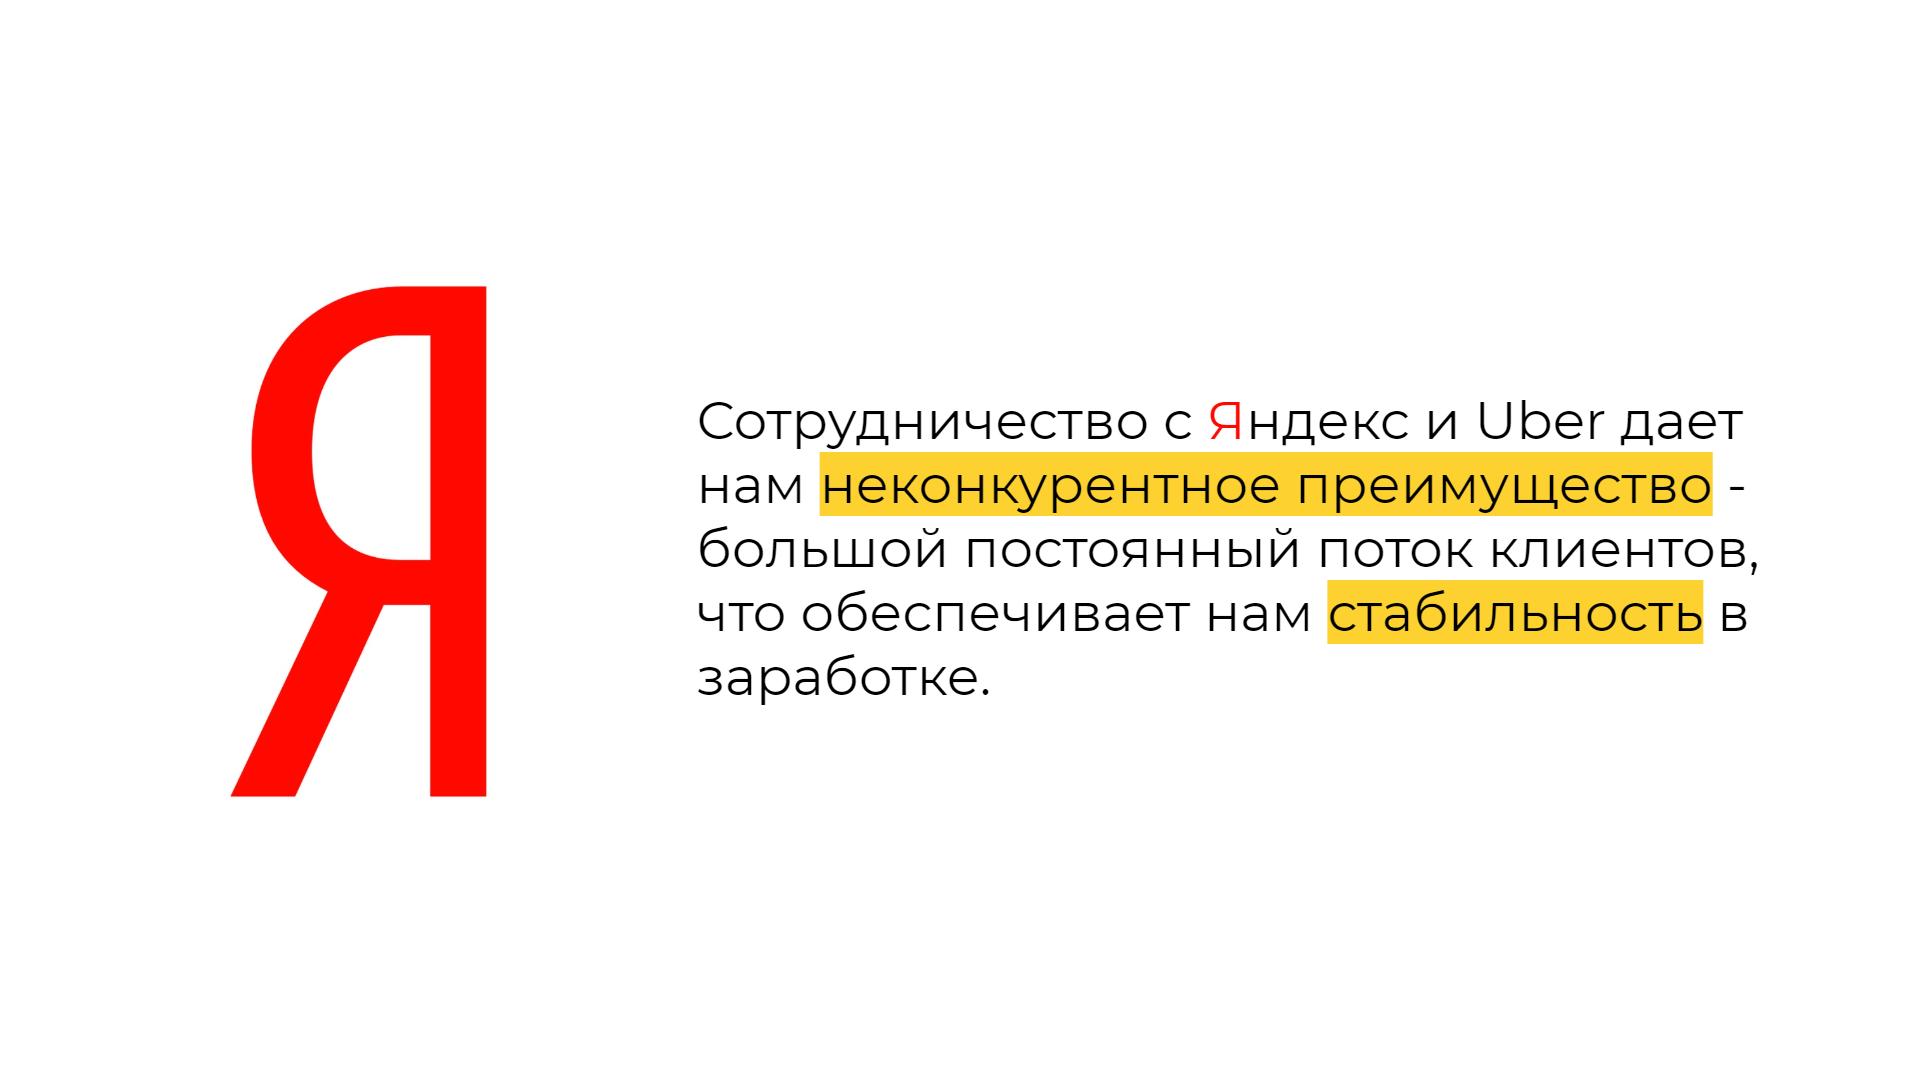 Я
Сотрудничество с Яндекс и Uber дает
нам неконкурентное преимущество -
большой постоянный поток клиентов,
что обеспечивает нам стабильность в
заработке.